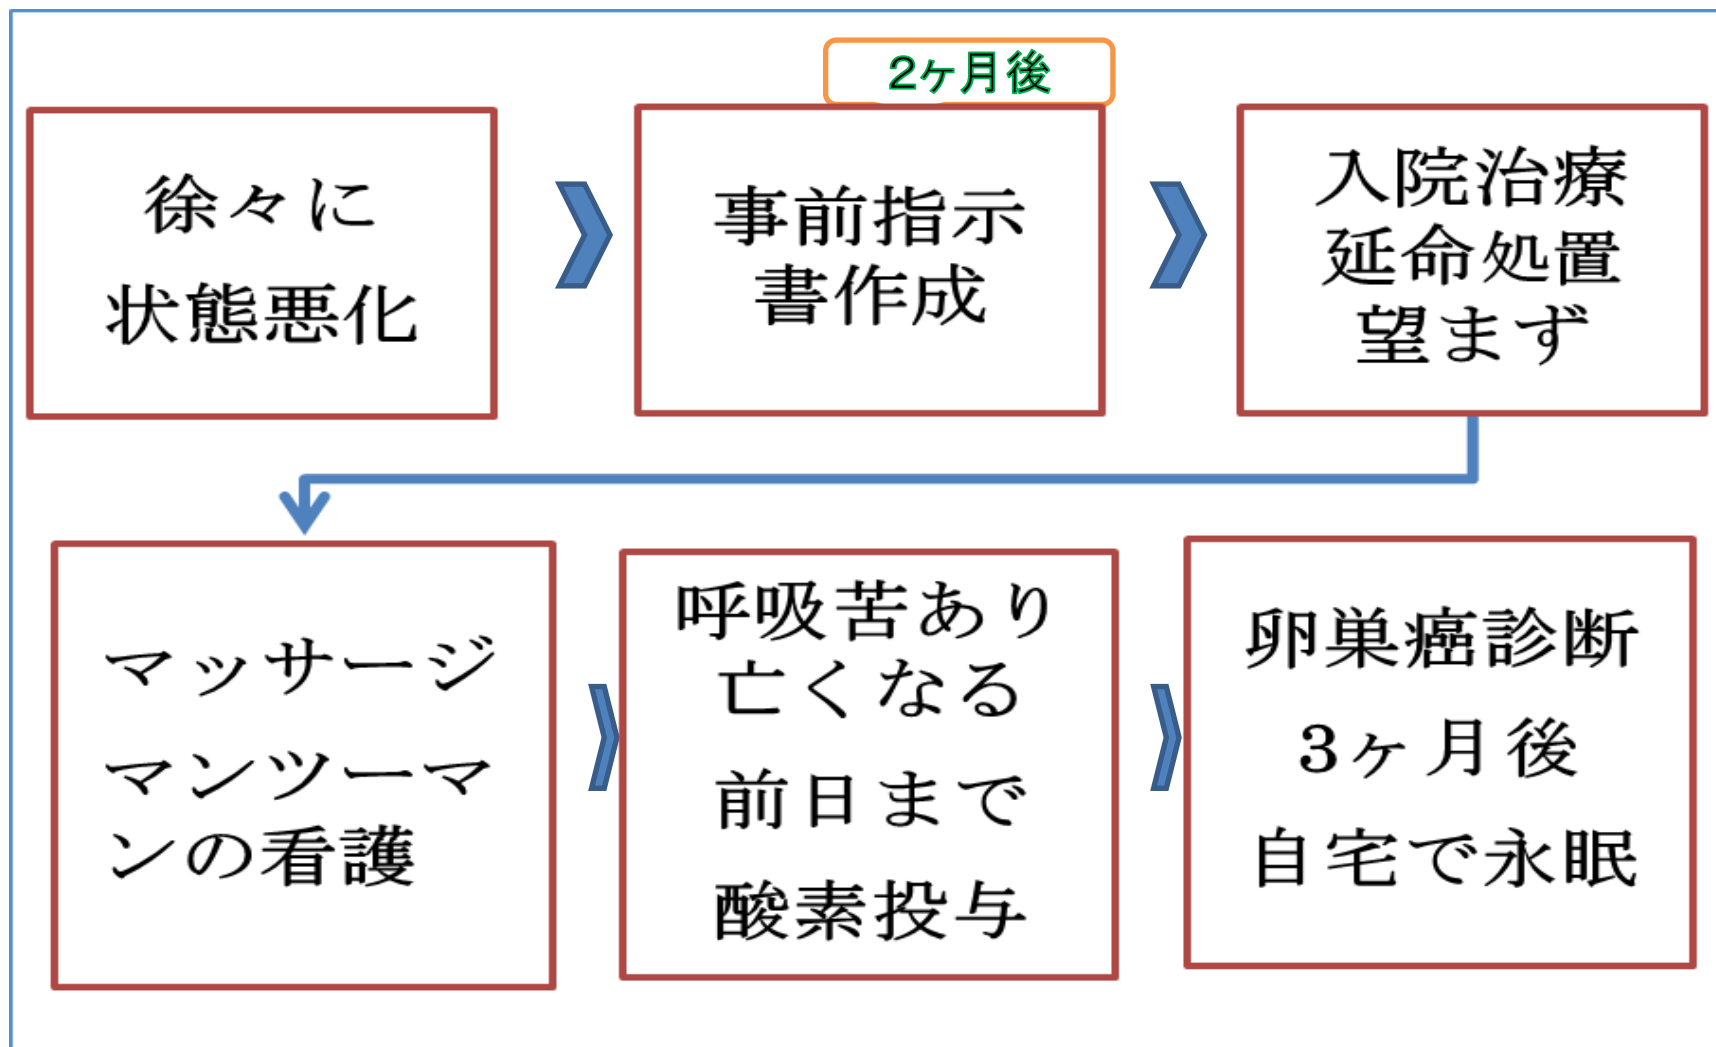 2ヶ月後
徐々に
状態悪化
事前指示
書作成
入院治療
延命処置
望まず
マッサージ
マンツーマ
ンの看護
呼吸苦あり
亡くなる
前日まで
酸素投与
卵巣癌診断
3ヶ月後
自宅で永眠